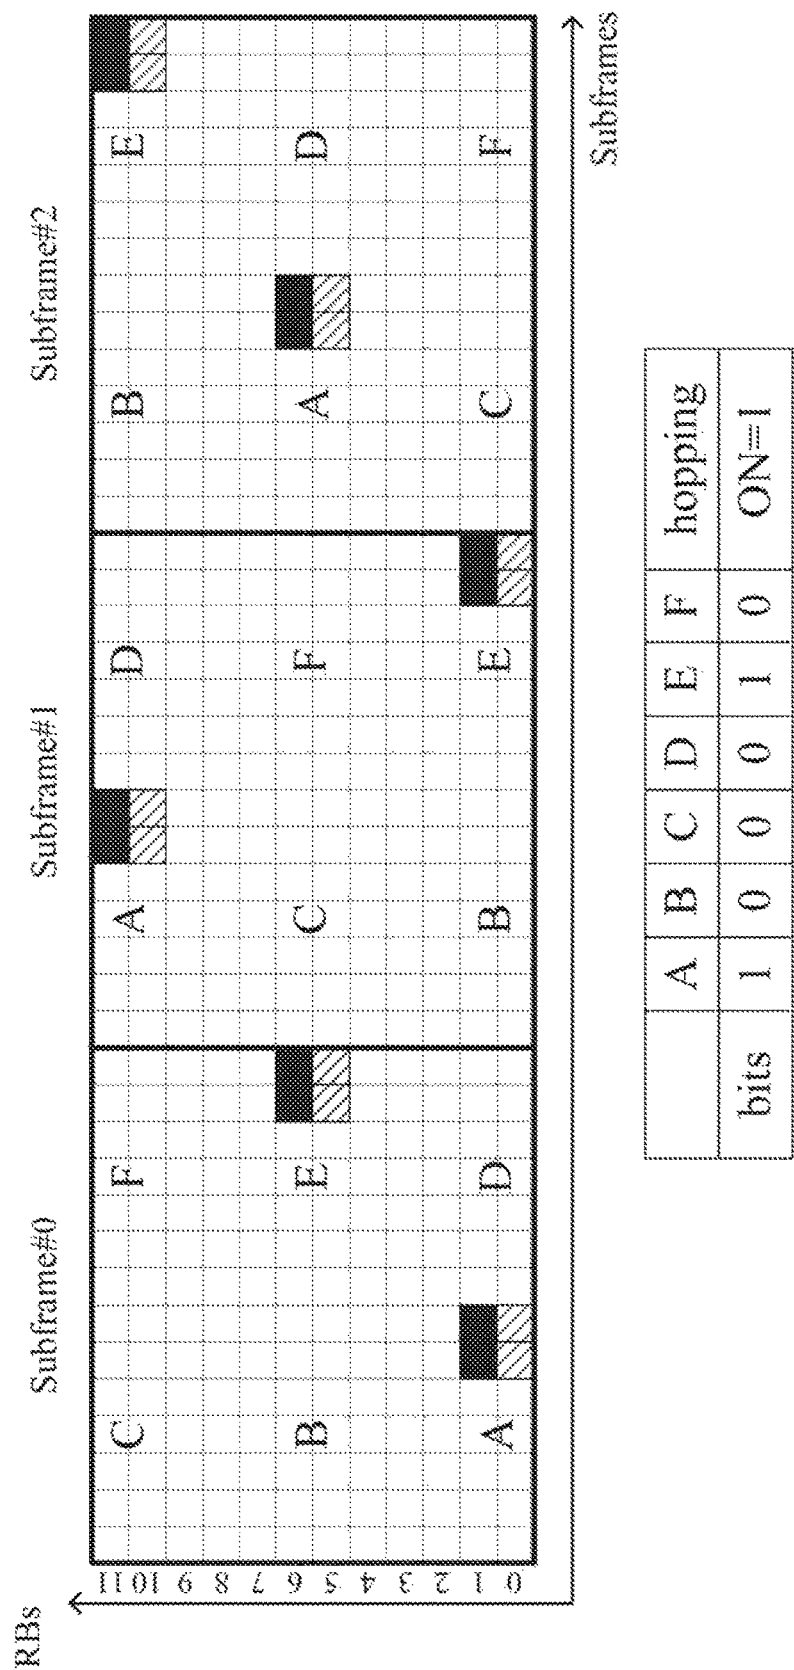 RBs
Subframe#0
Subframe#1
Subframe#2
11
10
9
8
7
6
5
4
3
2
1
0
C F A D B E
B E C F A D
A D B E C F
Subframes
A B C D E F hopping
bits 1 0 0 0 1 0 ON=1